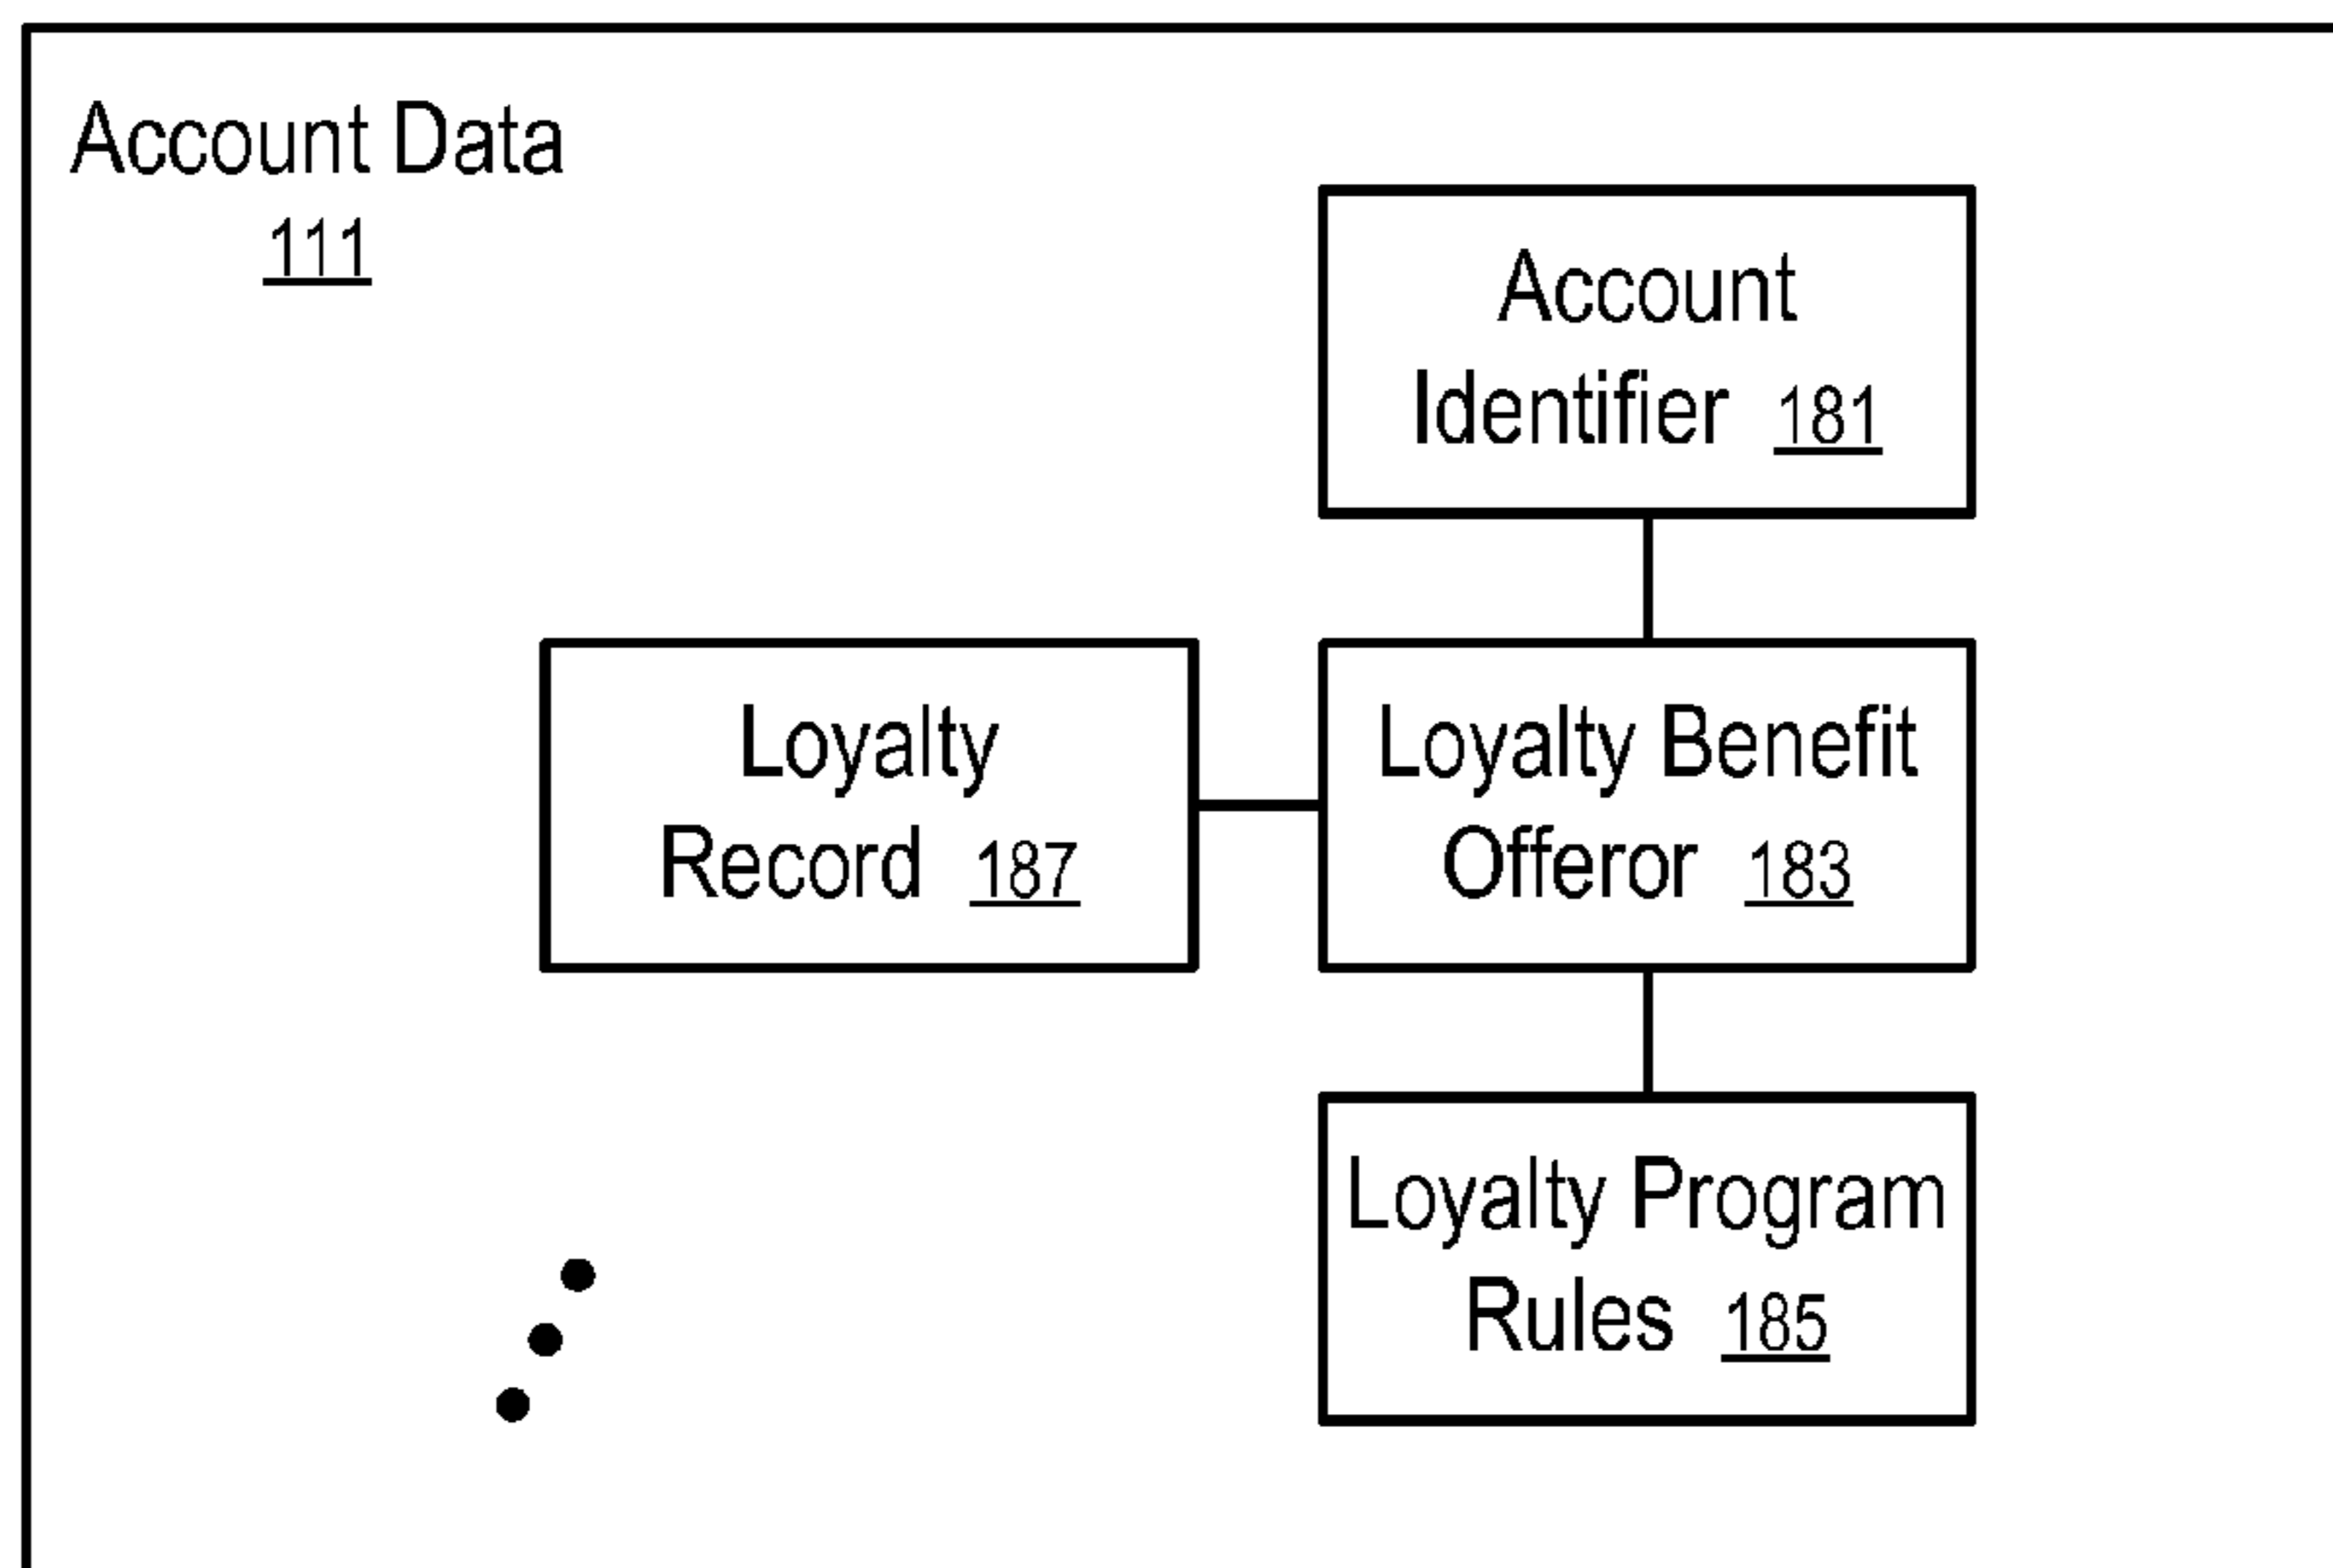 Account Data
111
Account
Identifier 181
Loyalty
Record 187
Loyalty Benefit
Offeror 183
Loyalty Program
Rules 185